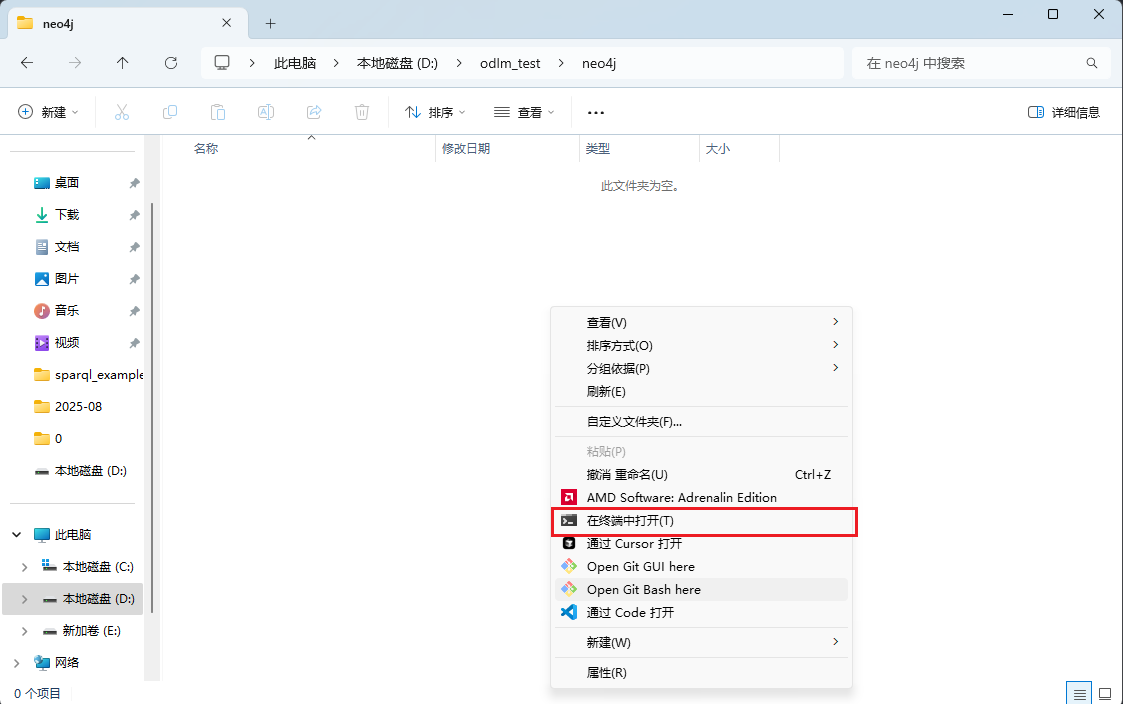 neo4j
此电脑
本地磁盘 (D:)
odlm_test
neo4j
在 neo4j 中搜索
新建
排序
查看
详细信息
名称
修改日期
类型
大小
此文件夹为空。
桌面
下载
文档
图片
音乐
视频
sparql_example
2025-08
0
本地磁盘 (D:)
此电脑
本地磁盘 (C:)
本地磁盘 (D:)
新加卷 (E:)
网络
查看(V)
排序方式(O)
分组依据(P)
刷新(E)
自定义文件夹(F)...
粘贴(P)
撤消 重命名(U) Ctrl+Z
AMD Software: Adrenalin Edition
在终端中打开(T)
通过 Cursor 打开
Open Git GUI here
Open Git Bash here
通过 Code 打开
新建(W)
属性(R)
0 个项目